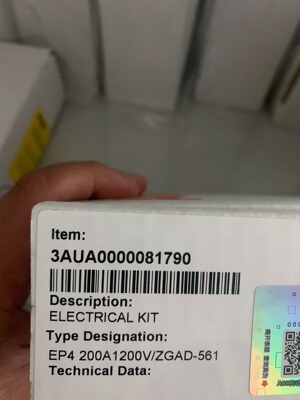 Item:
3AUA0000081790
Description:
ELECTRICAL KIT
Type Designation:
EP4 200A1200V/ZGAD-561
Technical Data: